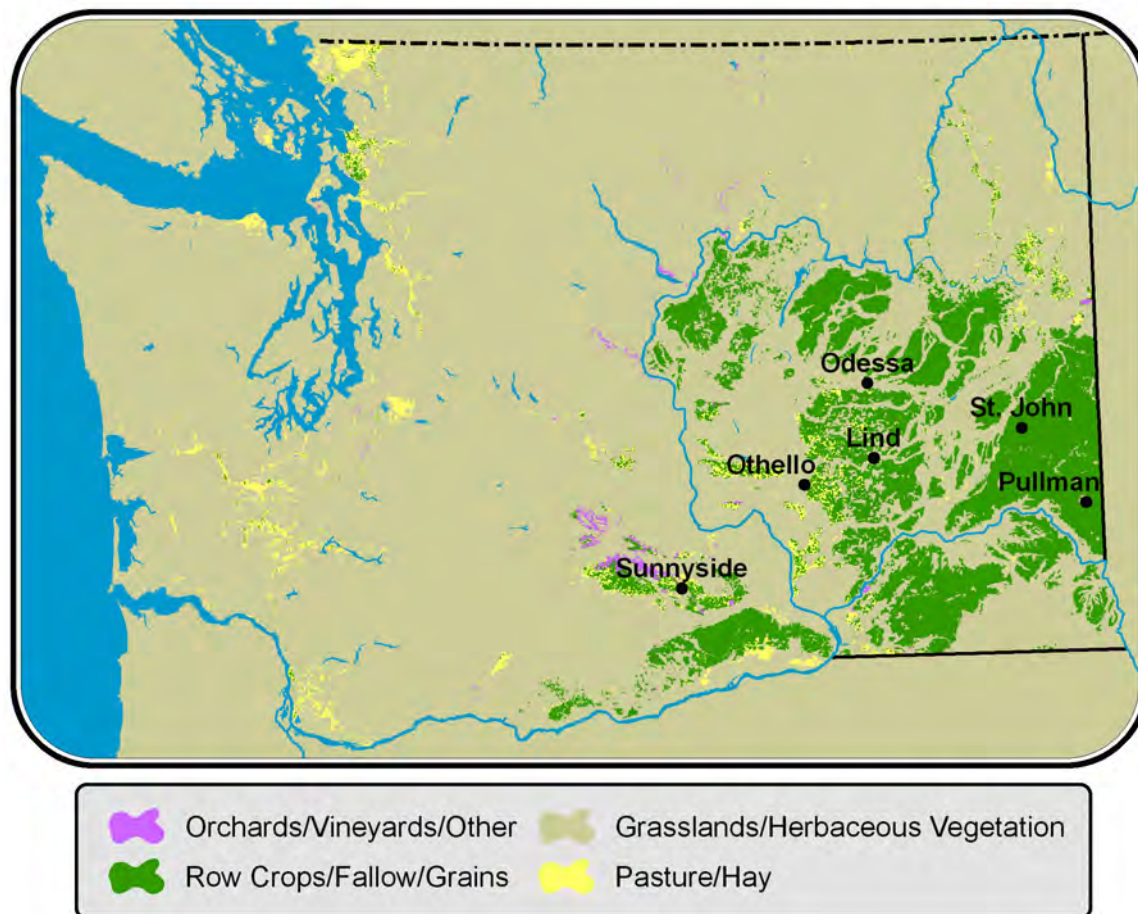 Odessa
St. John
Lind
Othello
Pullman
Sunnyside
Orchards/Vineyards/Other
Grasslands/Herbaceous Vegetation
Row Crops/Fallow/Grains
Pasture/Hay